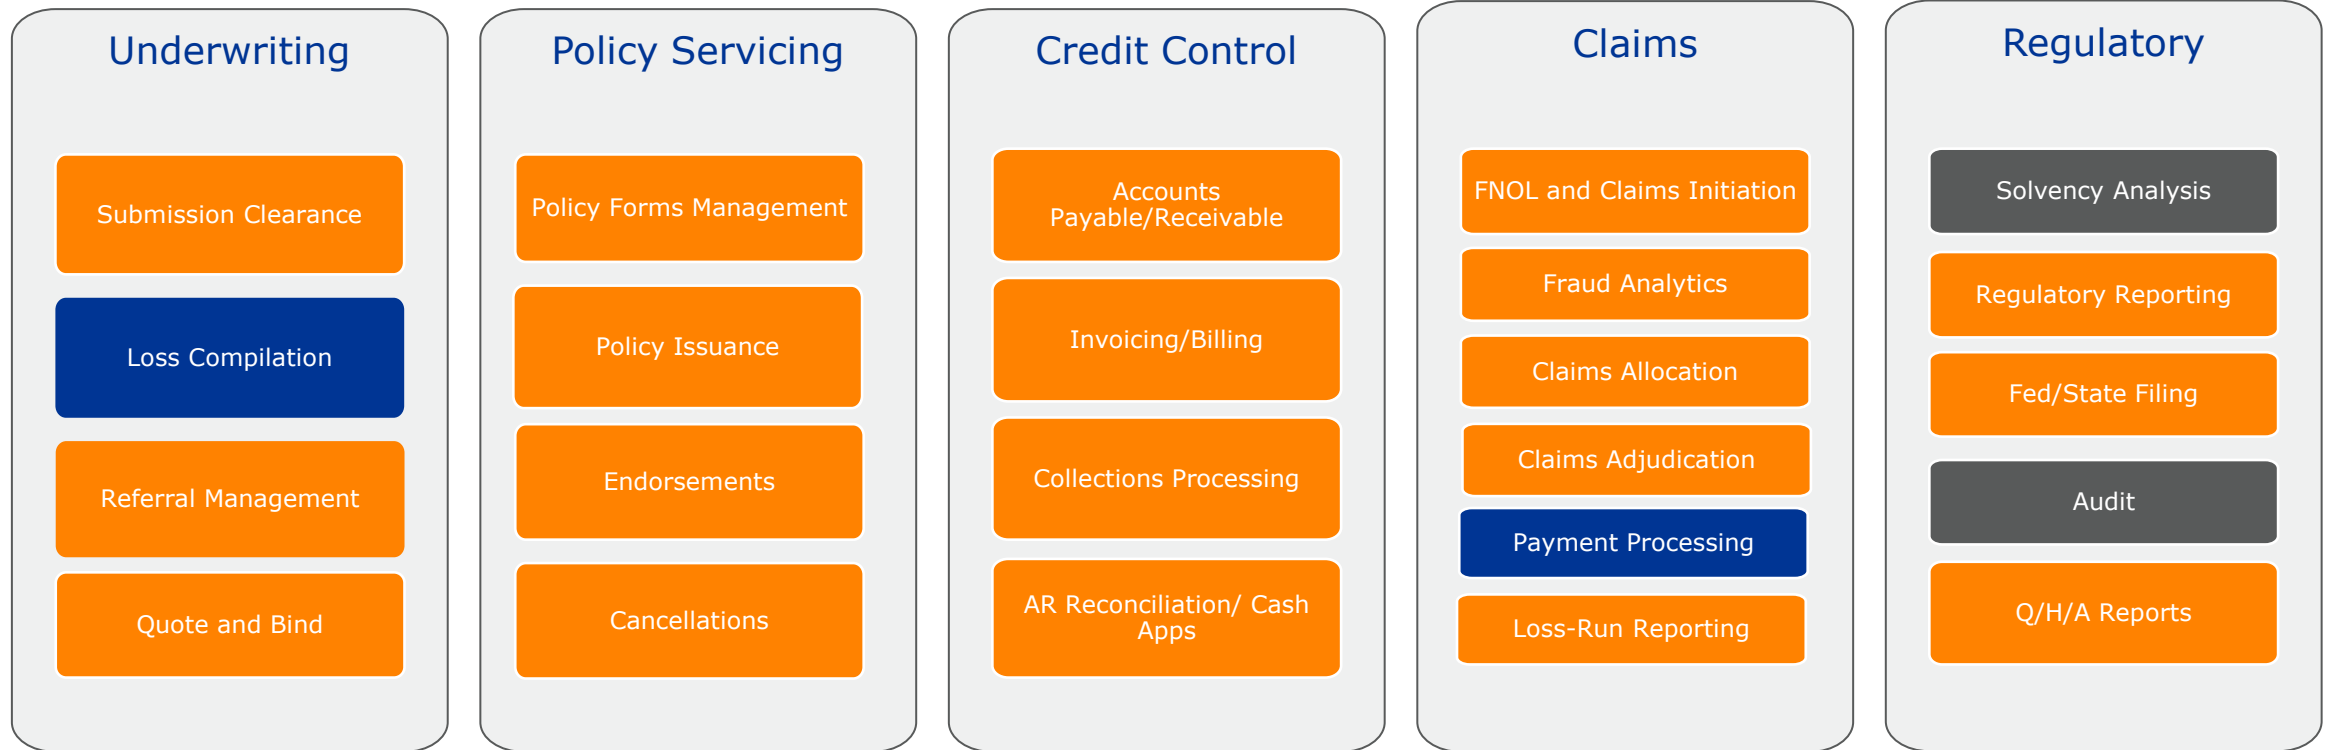 Underwriting
Submission Clearance
Loss Compilation
Referral Management
Quote and Bind
Policy Servicing
Policy Forms Management
Policy Issuance
Endorsements
Cancellations
Credit Control
Accounts
Payable/Receivable
Invoicing/Billing
Collections Processing
AR Reconciliation/ Cash
Apps
Claims
FNOL and Claims Initiation
Fraud Analytics
Claims Allocation
Claims Adjudication
Payment Processing
Loss-Run Reporting
Regulatory
Solvency Analysis
Regulatory Reporting
Fed/State Filing
Audit
Q/H/A Reports